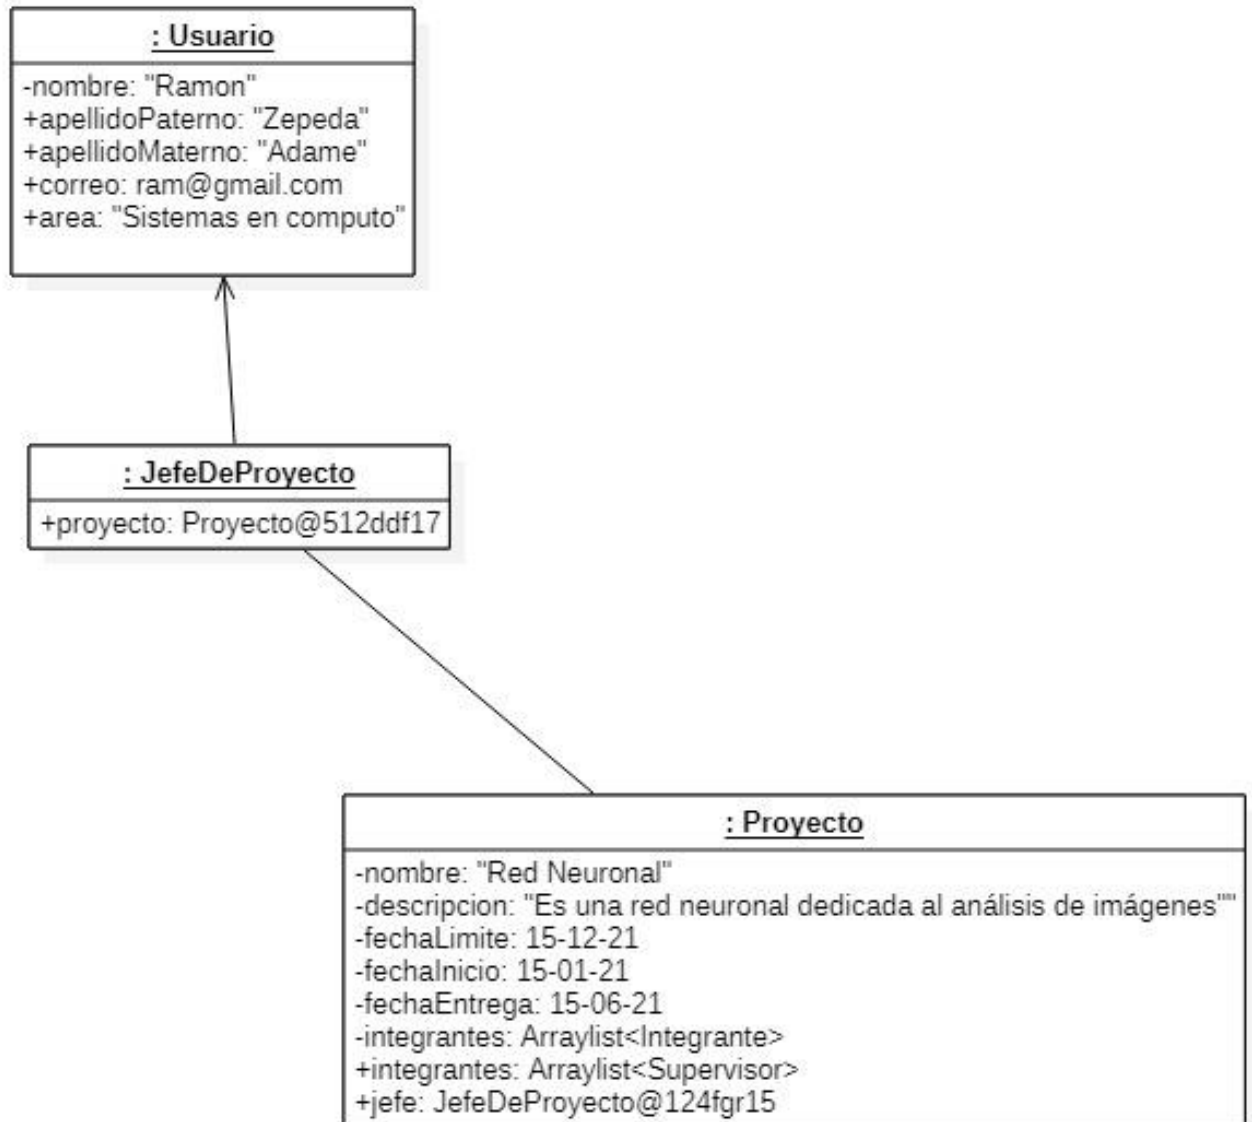 : Usuario
-nombre: "Ramon"
+apellidoPaterno: "Zepeda"
+apellidoMaterno: "Adame"
+correo: ram@gmail.com
+area: "Sistemas en computo"
: JefeDeProyecto
+proyecto: Proyecto@512ddf17
: Proyecto
-nombre: "Red Neuronal"
-descripcion: "Es una red neuronal dedicada al análisis de imágenes""
-fechaLimite: 15-12-21
-fechaInicio: 15-01-21
-fechaEntrega: 15-06-21
-integrantes: Arraylist<Integrante>
+integrantes: Arraylist<Supervisor>
+jefe: JefeDeProyecto@124fgr15